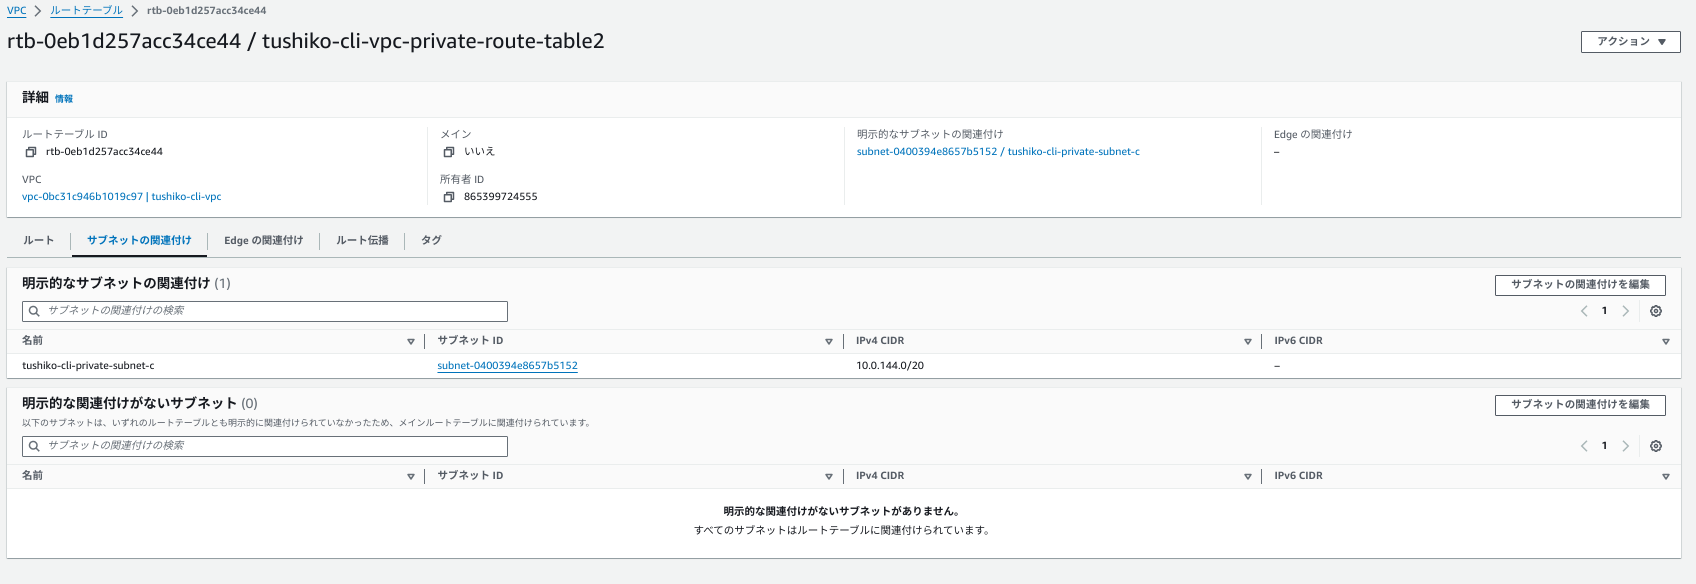 VPC > ルートテーブル > rtb-0eb1d257acc34ce44
rtb-0eb1d257acc34ce44 / tushiko-cli-vpc-private-route-table2
アクション ▼
詳細 情報
ルートテーブル ID
rtb-0eb1d257acc34ce44
メイン
いいえ
明示的なサブネットの関連付け
subnet-0400394e8657b5152 / tushiko-cli-private-subnet-c
Edge の関連付け
–
VPC
vpc-0bc31c946b1019c97 | tushiko-cli-vpc
所有者 ID
865399724555
ルート サブネットの関連付け Edge の関連付け ルート伝播 タグ
明示的なサブネットの関連付け (1)
サブネットの関連付けを編集
サブネットの関連付けの検索
1
名前 サブネット ID IPv4 CIDR IPv6 CIDR
tushiko-cli-private-subnet-c subnet-0400394e8657b5152 10.0.144.0/20 –
明示的な関連付けがないサブネット (0)
サブネットの関連付けを編集
以下のサブネットは、いずれのルートテーブルとも明示的に関連付けられていなかったため、メインルートテーブルに関連付けられています。
サブネットの関連付けの検索
1
名前 サブネット ID IPv4 CIDR IPv6 CIDR
明示的な関連付けがないサブネットがありません。
すべてのサブネットはルートテーブルに関連付けられています。